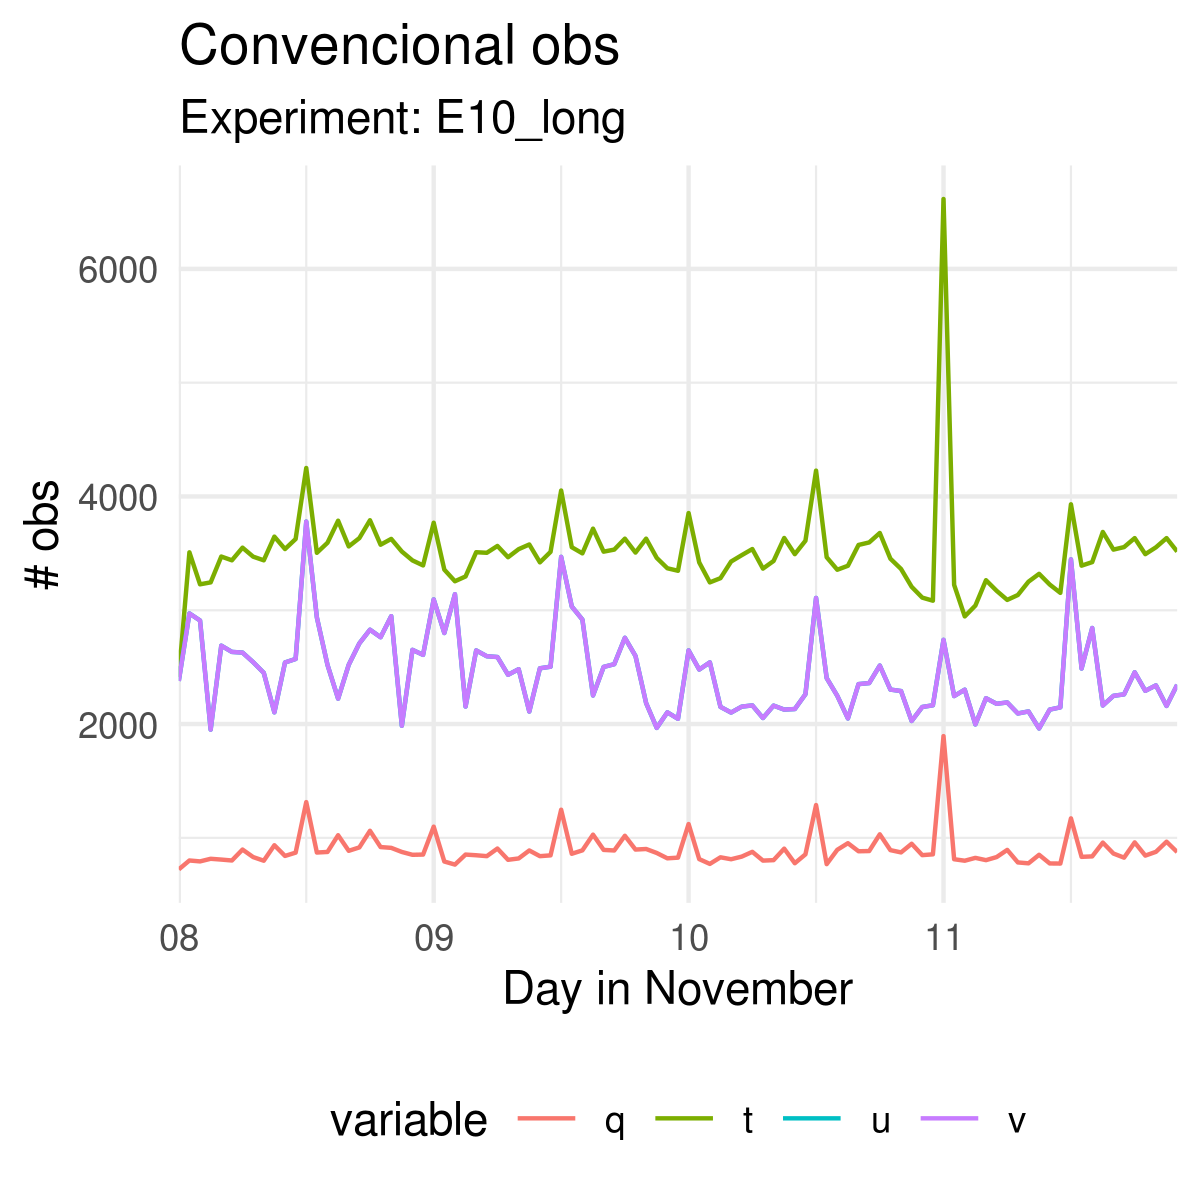 Convencional obs
Experiment: E10_long
6000
4000
2000
# obs
08 09 10 11
Day in November
variable q t u v